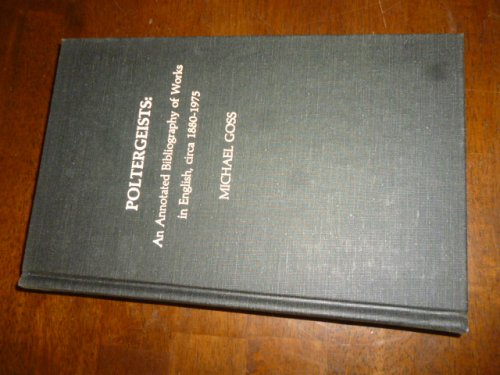 POLTERGEISTS:
An Annotated Bibliography of Works
in English, circa 1880-1975
MICHAEL GOSS